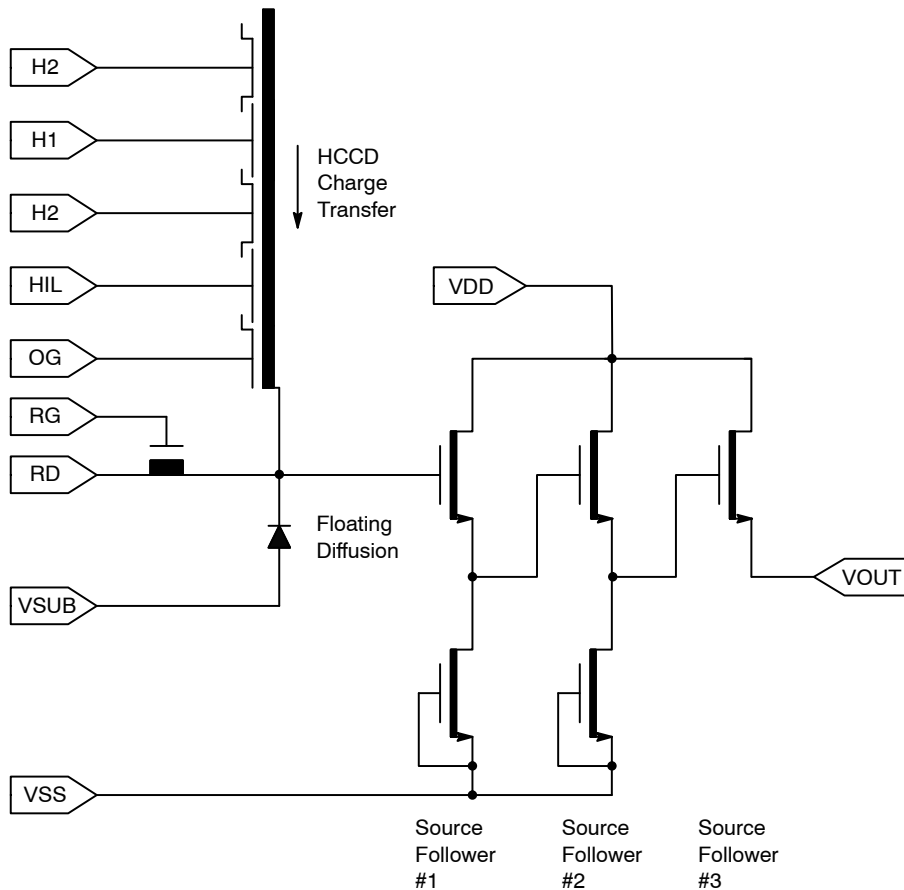 H2
H1
HCCD
Charge
Transfer
H2
HIL
VDD
OG
RG
RD
Floating
Diffusion
VOUT
VSUB
VSS
Source
Follower
#1
Source
Follower
#2
Source
Follower
#3